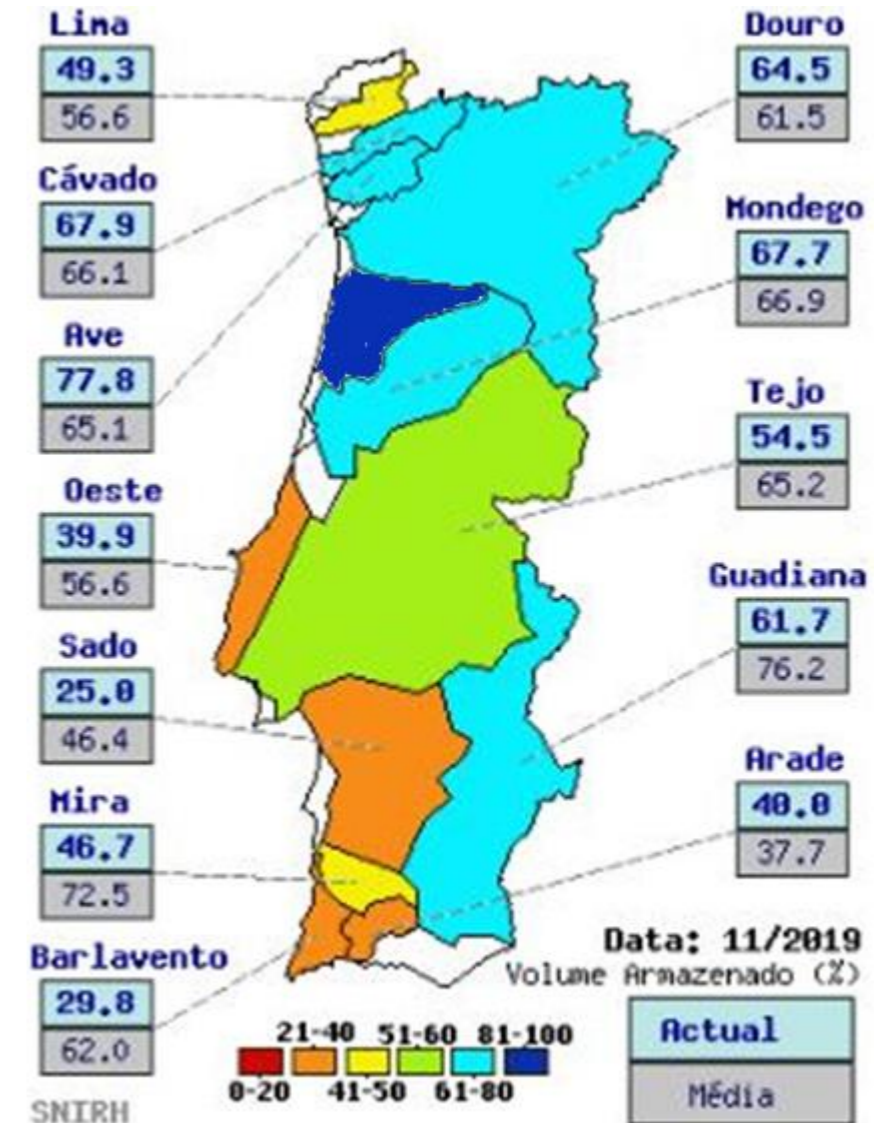 Lima
49.3
56.6
Cávado
67.9
66.1
Ave
77.8
65.1
Oeste
39.9
56.6
Sado
25.0
46.4
Mira
46.7
72.5
Barlavento
29.8
62.0
Douro
64.5
61.5
Mondego
67.7
66.9
Tejo
54.5
65.2
Guadiana
61.7
76.2
Arade
40.0
37.7
Data: 11/2019
Volume Armazenado (%)
Actual
Média
21-40 51-60 81-100
0-20 41-50 61-80
SNIRH